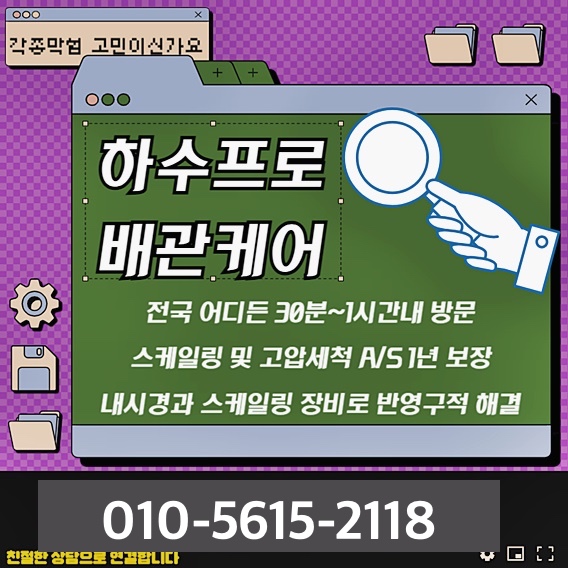 각종막힘 고민이신가요
하수프로
배관케어
전국 어디든 30분~1시간내 방문
스케일링 및 고압세척 A/S 1년 보장
내시경과 스케일링 장비로 반영구적 해결
010-5615-2118
친절한 상담으로 연결합니다